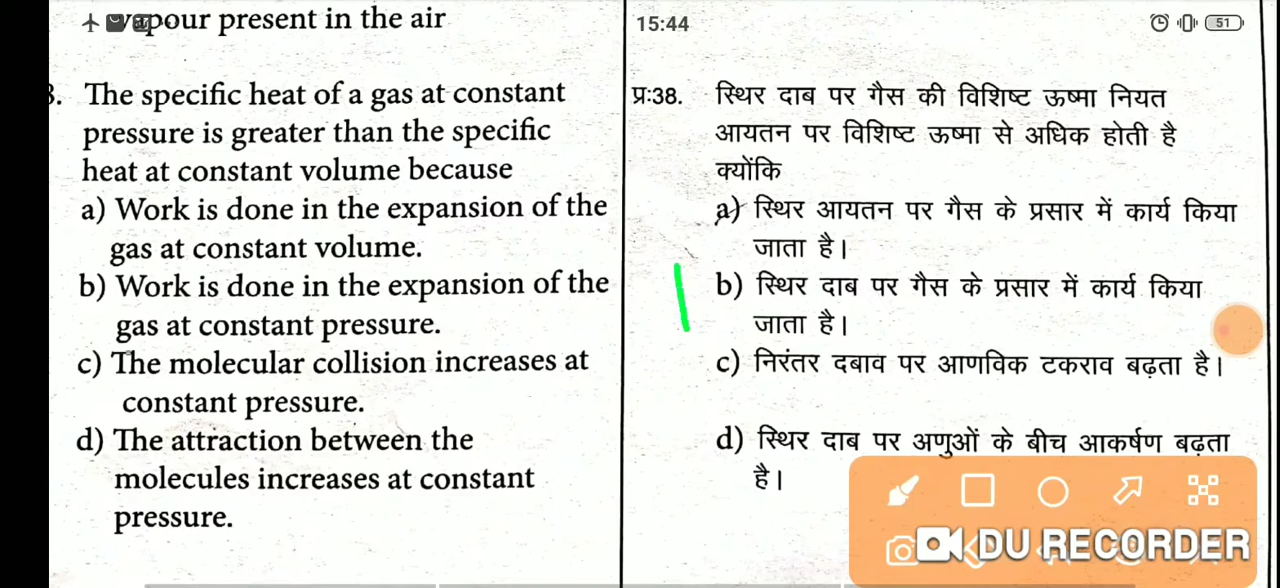 vapour present in the air
15:44
51
3. The specific heat of a gas at constant
pressure is greater than the specific
heat at constant volume because
a) Work is done in the expansion of the
gas at constant volume.
b) Work is done in the expansion of the
gas at constant pressure.
c) The molecular collision increases at
constant pressure.
d) The attraction between the
molecules increases at constant
pressure.
प्र:38. स्थिर दाब पर गैस की विशिष्ट ऊष्मा नियत
आयतन पर विशिष्ट ऊष्मा से अधिक होती है
क्योंकि
a) स्थिर आयतन पर गैस के प्रसार में कार्य किया
जाता है।
b) स्थिर दाब पर गैस के प्रसार में कार्य किया
जाता है।
c) निरंतर दबाव पर आणविक टकराव बढ़ता है।
d) स्थिर दाब पर अणुओं के बीच आकर्षण बढ़ता
है।
DU RECORDER